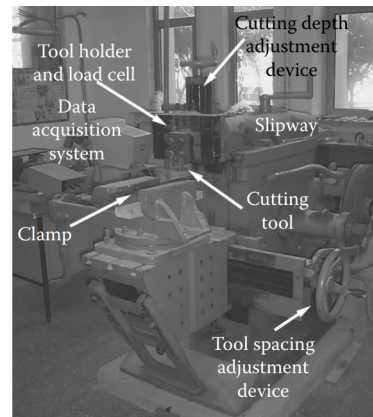 Cutting depth
adjustment
device
Tool holder
and load cell
Data
acquisition
system
Slipway
Cutting
tool
Clamp
Tool spacing
adjustment
device